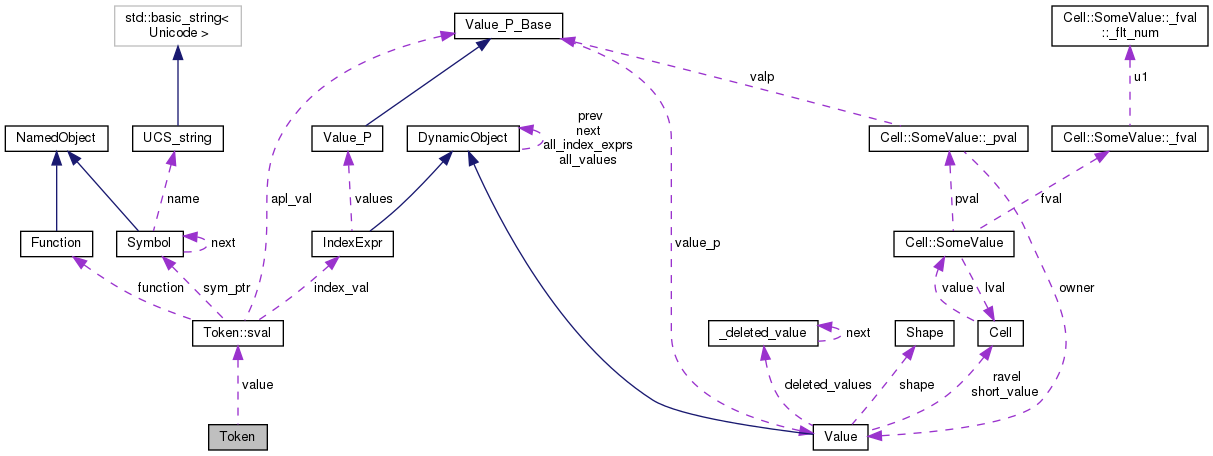 std::basic_string<
Unicode >
Value_P_Base
Cell::SomeValue::_fval
::_flt_num
valp
u1
NamedObject
UCS_string
Value_P
DynamicObject
prev
next
all_index_exprs
all_values
Cell::SomeValue::_pval
Cell::SomeValue::_fval
name
apl_val
values
pval
fval
Function
Symbol
next
IndexExpr
value_p
Cell::SomeValue
function
sym_ptr
index_val
value
lval
owner
Token::sval
_deleted_value
next
Shape
Cell
value
deleted_values
shape
ravel
short_value
Token
Value